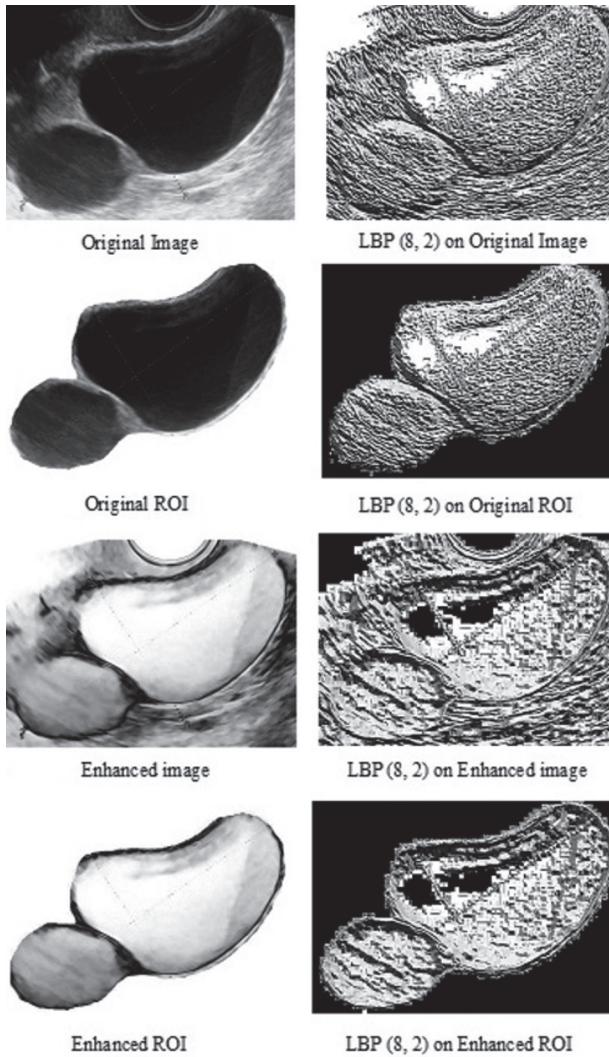 Original Image
LBP (8, 2) on Original Image
Original ROI
LBP (8, 2) on Original ROI
Enhanced image
LBP (8, 2) on Enhanced image
Enhanced ROI
LBP (8, 2) on Enhanced ROI